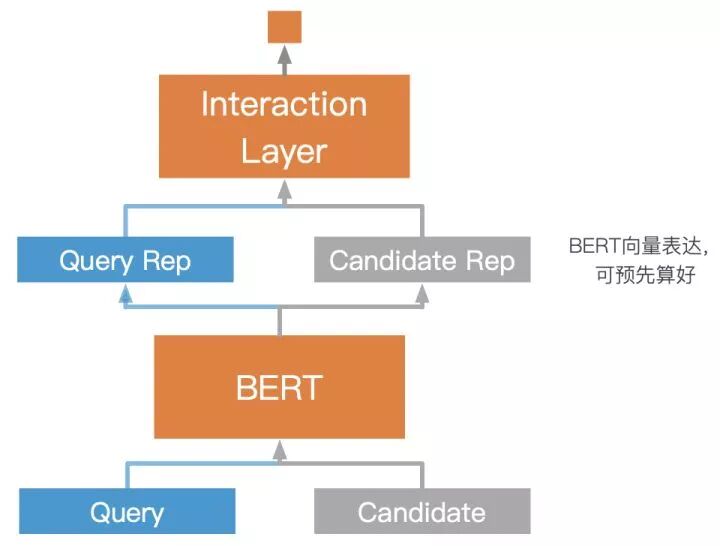 Interaction
Layer
Query Rep
Candidate Rep
BERT向量表达，
可预先算好
BERT
Query
Candidate